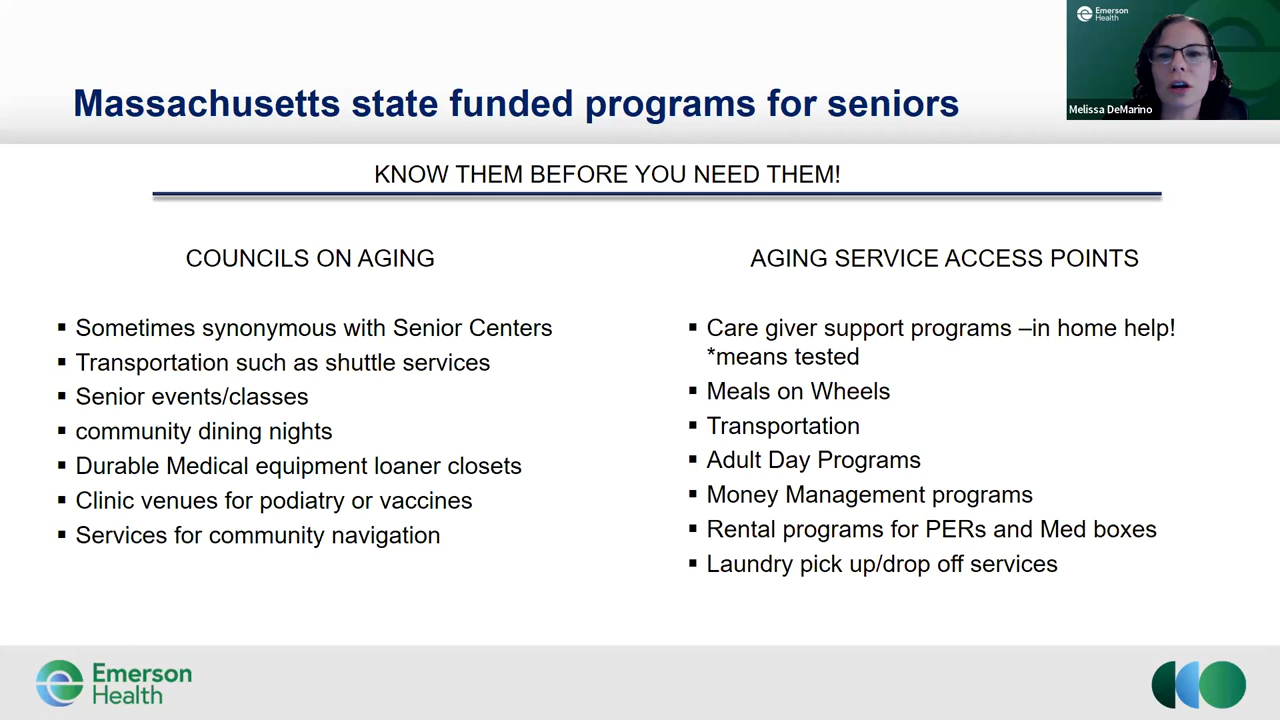 Emerson
Health
Melissa DeMarino
Massachusetts state funded programs for seniors
KNOW THEM BEFORE YOU NEED THEM!
COUNCILS ON AGING
▪ Sometimes synonymous with Senior Centers
▪ Transportation such as shuttle services
▪ Senior events/classes
▪ community dining nights
▪ Durable Medical equipment loaner closets
▪ Clinic venues for podiatry or vaccines
▪ Services for community navigation
AGING SERVICE ACCESS POINTS
▪ Care giver support programs –in home help!
*means tested
▪ Meals on Wheels
▪ Transportation
▪ Adult Day Programs
▪ Money Management programs
▪ Rental programs for PERs and Med boxes
▪ Laundry pick up/drop off services
Emerson
Health